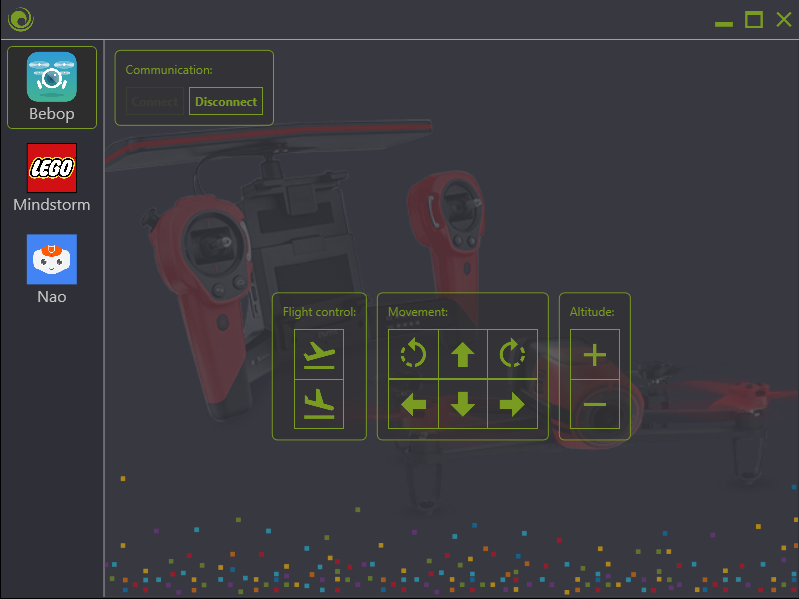 Communication:
Connect
Disconnect
Bebop
LEGO
Mindstorm
Nao
Flight control:
Movement:
Altitude: